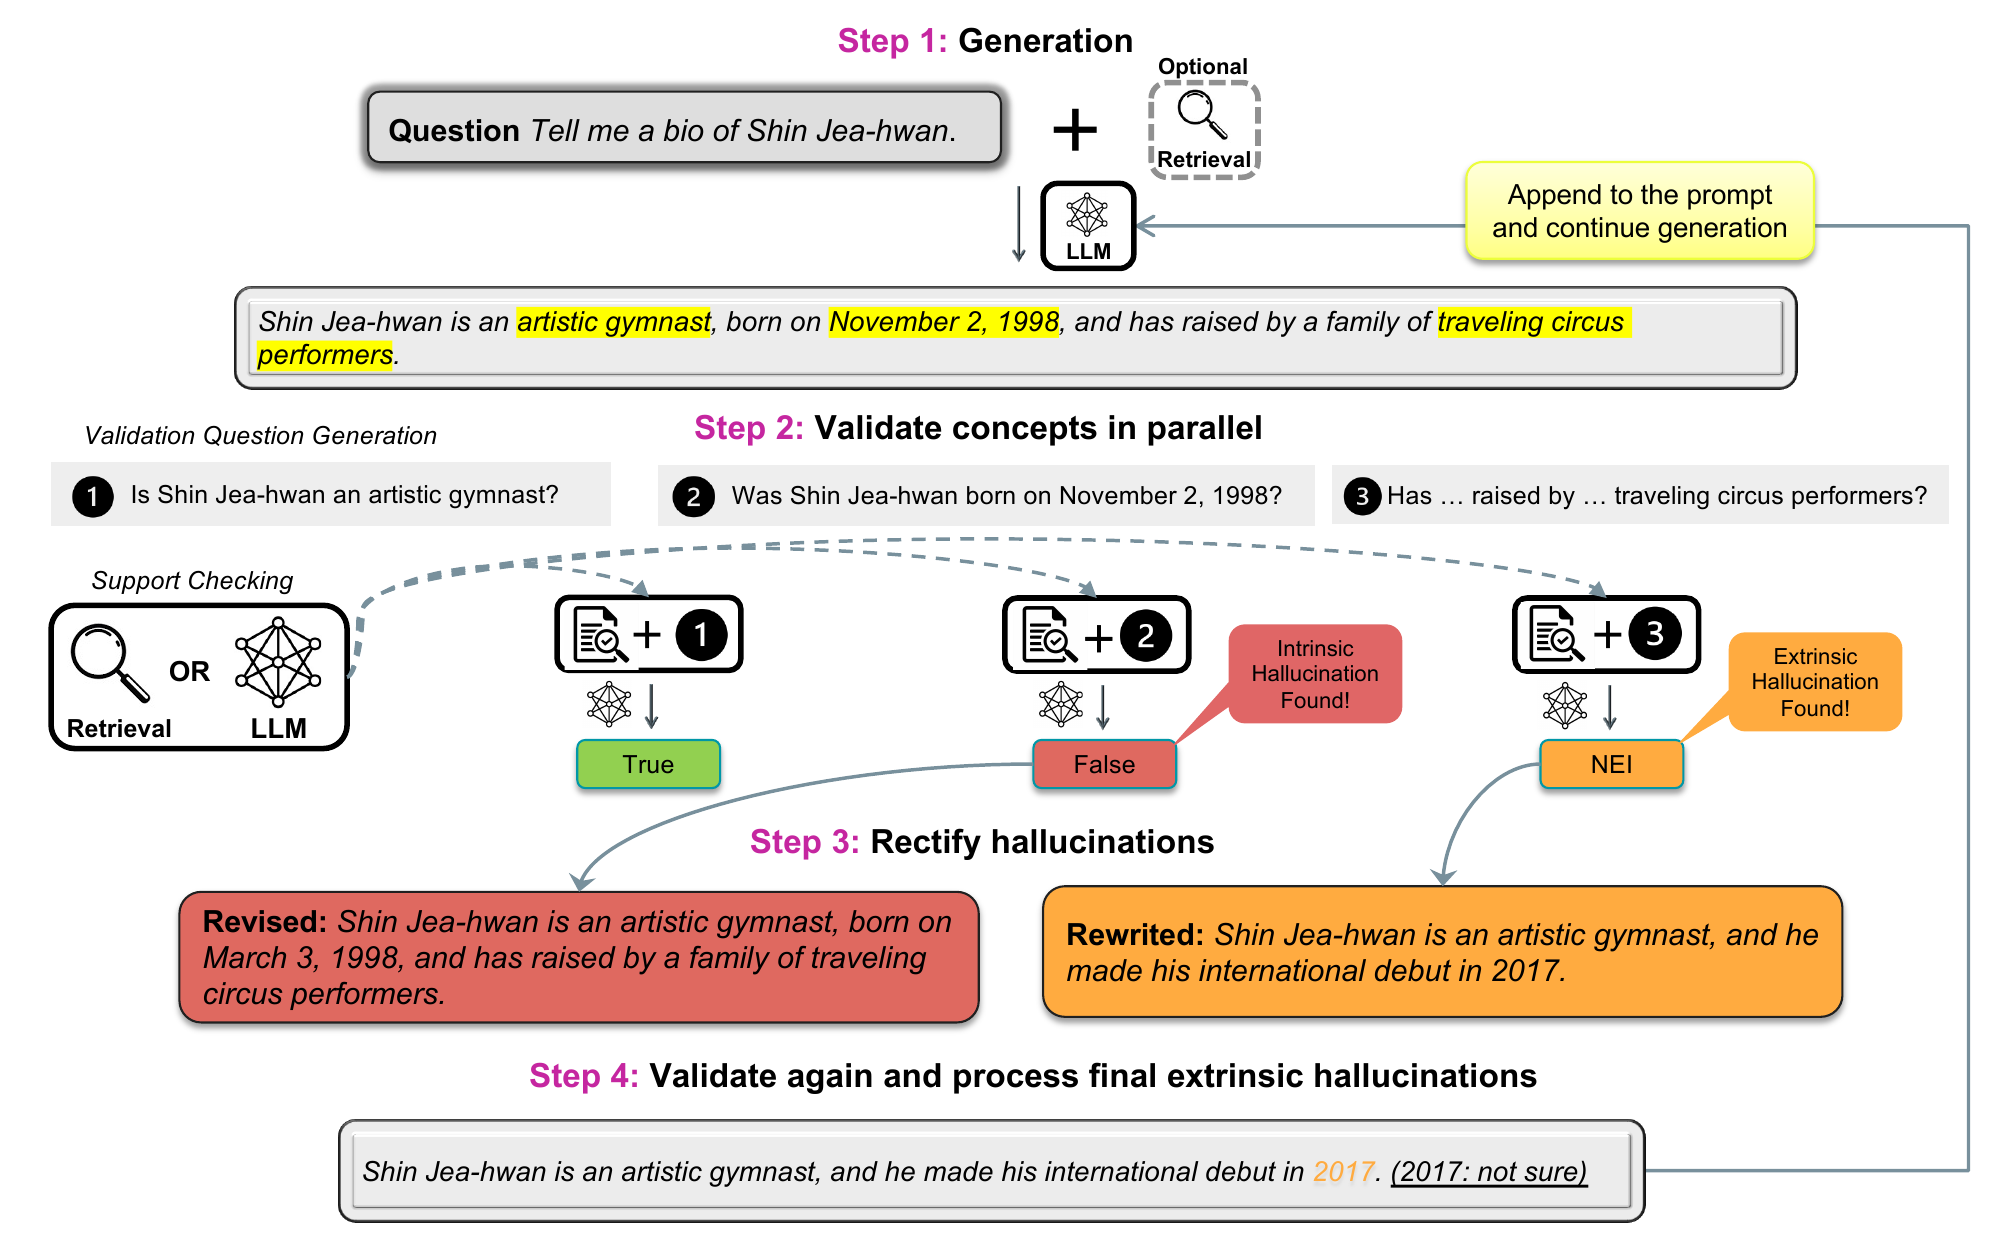 Step 1: Generation
Optional
Question Tell me a bio of Shin Jea-hwan.
+
Retrieval
Append to the prompt
and continue generation
LLM
Shin Jea-hwan is an artistic gymnast, born on November 2, 1998, and has raised by a family of traveling circus
performers.
Validation Question Generation
Step 2: Validate concepts in parallel
1 Is Shin Jea-hwan an artistic gymnast?
2 Was Shin Jea-hwan born on November 2, 1998?
3 Has … raised by … traveling circus performers?
Support Checking
Retrieval
OR
LLM
+ 1
+ 2
+ 3
Intrinsic
Hallucination
Found!
Extrinsic
Hallucination
Found!
True
False
NEI
Step 3: Rectify hallucinations
Revised: Shin Jea-hwan is an artistic gymnast, born on
March 3, 1998, and has raised by a family of traveling
circus performers.
Rewrited: Shin Jea-hwan is an artistic gymnast, and he
made his international debut in 2017.
Step 4: Validate again and process final extrinsic hallucinations
Shin Jea-hwan is an artistic gymnast, and he made his international debut in 2017. (2017: not sure)